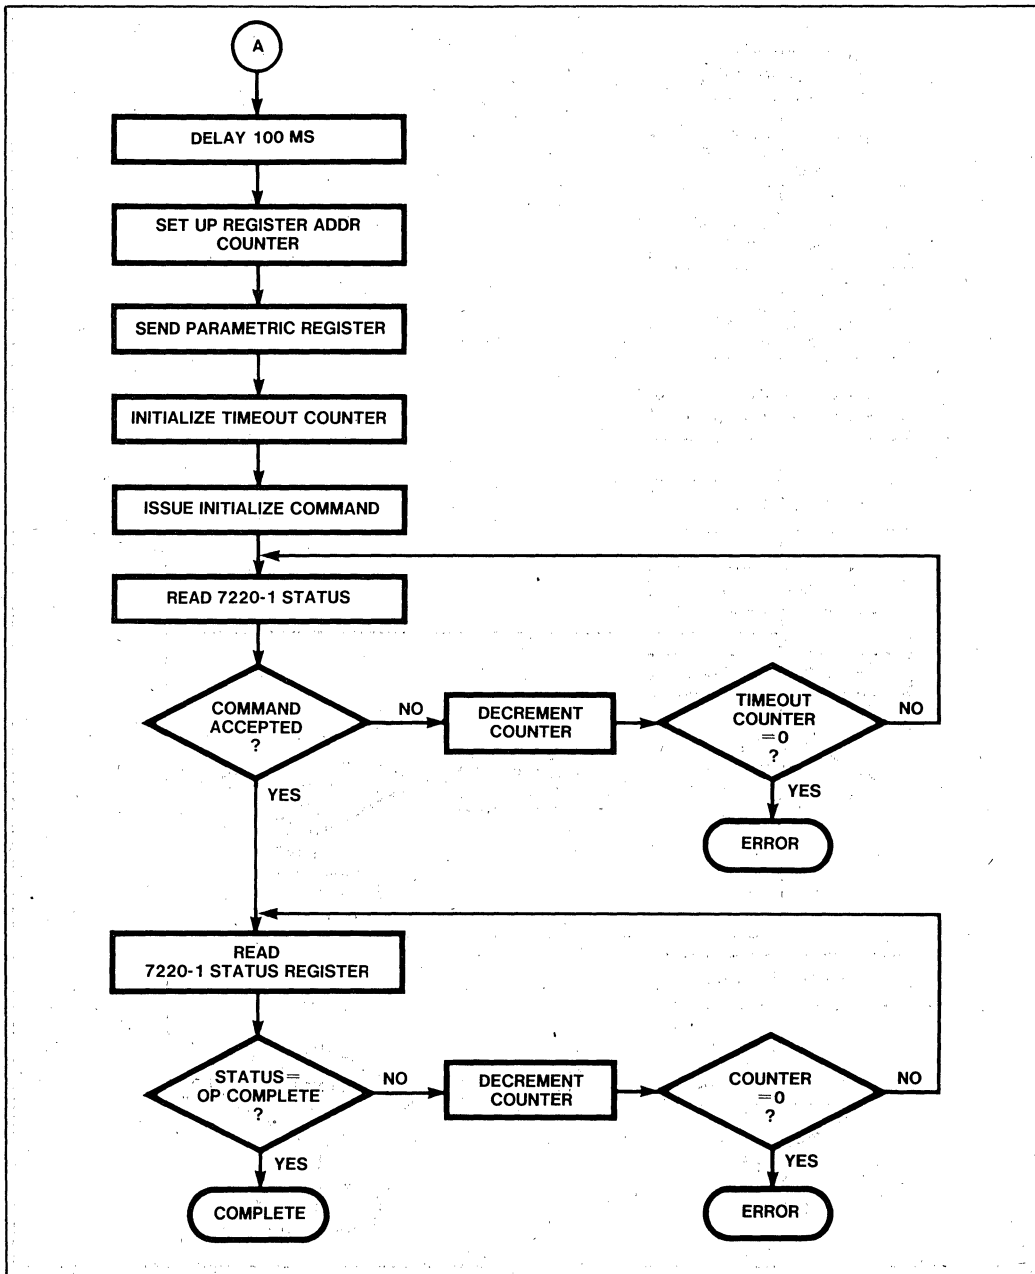 A
DELAY 100 MS
SET UP REGISTER ADDR
COUNTER
SEND PARAMETRIC REGISTER
INITIALIZE TIMEOUT COUNTER
ISSUE INITIALIZE COMMAND
READ 7220-1 STATUS
COMMAND
ACCEPTED
?
NO
DECREMENT
COUNTER
TIMEOUT
COUNTER
=0
?
NO
YES
YES
ERROR
READ
7220-1 STATUS REGISTER
STATUS=
OP COMPLETE
?
NO
DECREMENT
COUNTER
COUNTER
=0
?
NO
YES
YES
COMPLETE
ERROR